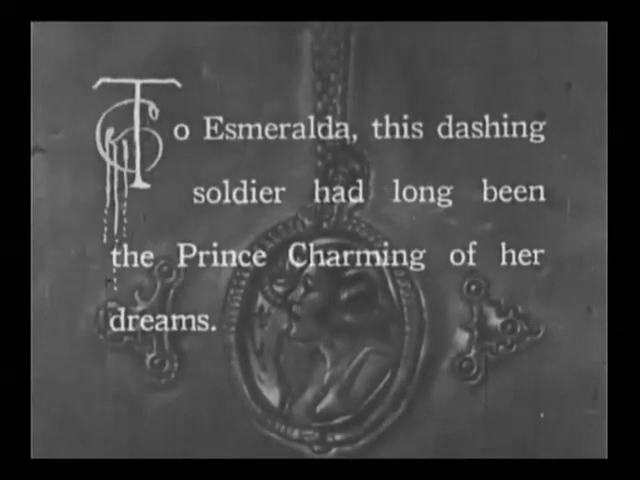 To Esmeralda, this dashing
soldier had long been
the Prince Charming of her
dreams.